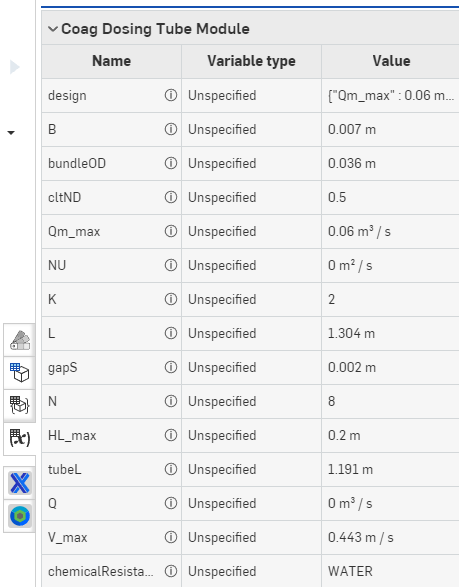 Coag Dosing Tube Module
Name Variable type Value
design Unspecified {"Qm_max" : 0.06 m...
B Unspecified 0.007 m
bundleOD Unspecified 0.036 m
cltND Unspecified 0.5
Qm_max Unspecified 0.06 m³ / s
NU Unspecified 0 m² / s
K Unspecified 2
L Unspecified 1.304 m
gapS Unspecified 0.002 m
N Unspecified 8
HL_max Unspecified 0.2 m
tubeL Unspecified 1.191 m
Q Unspecified 0 m³ / s
V_max Unspecified 0.443 m / s
chemicalResista... Unspecified WATER
(x)